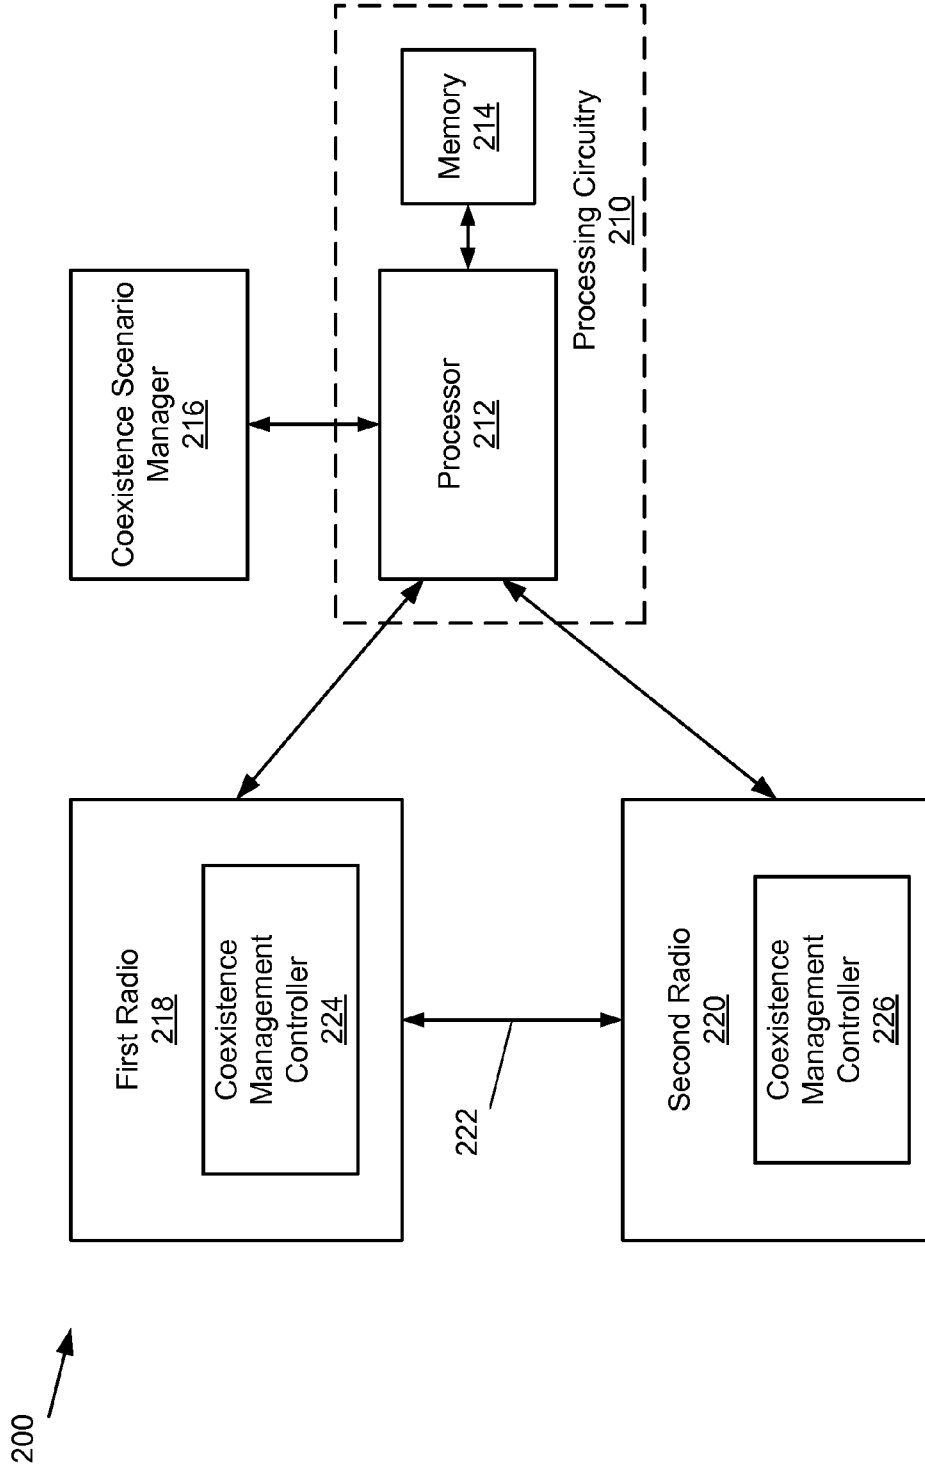 200
First Radio
218
Coexistence
Management
Controller
224
222
Second Radio
220
Coexistence
Management
Controller
226
Coexistence Scenario
Manager
216
Processor
212
Memory
214
Processing Circuitry
210